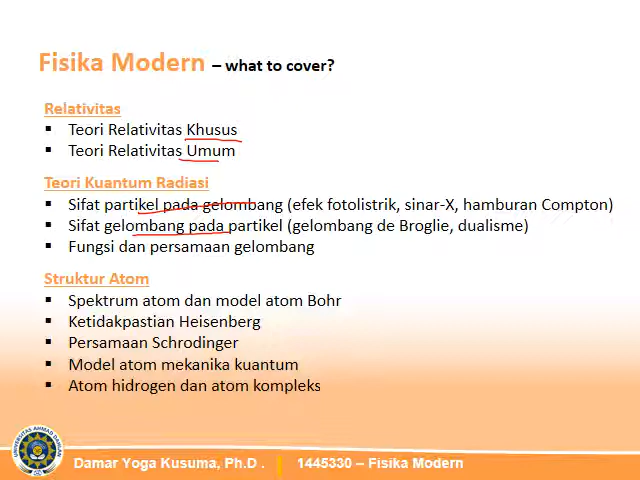 Fisika Modern – what to cover?
Relativitas
▪ Teori Relativitas Khusus
▪ Teori Relativitas Umum
Teori Kuantum Radiasi
▪ Sifat partikel pada gelombang (efek fotolistrik, sinar-X, hamburan Compton)
▪ Sifat gelombang pada partikel (gelombang de Broglie, dualisme)
▪ Fungsi dan persamaan gelombang
Struktur Atom
▪ Spektrum atom dan model atom Bohr
▪ Ketidakpastian Heisenberg
▪ Persamaan Schrodinger
▪ Model atom mekanika kuantum
▪ Atom hidrogen dan atom kompleks
UNIVERSITAS AHMAD DAHLAN
Damar Yoga Kusuma, Ph.D . 1445330 – Fisika Modern